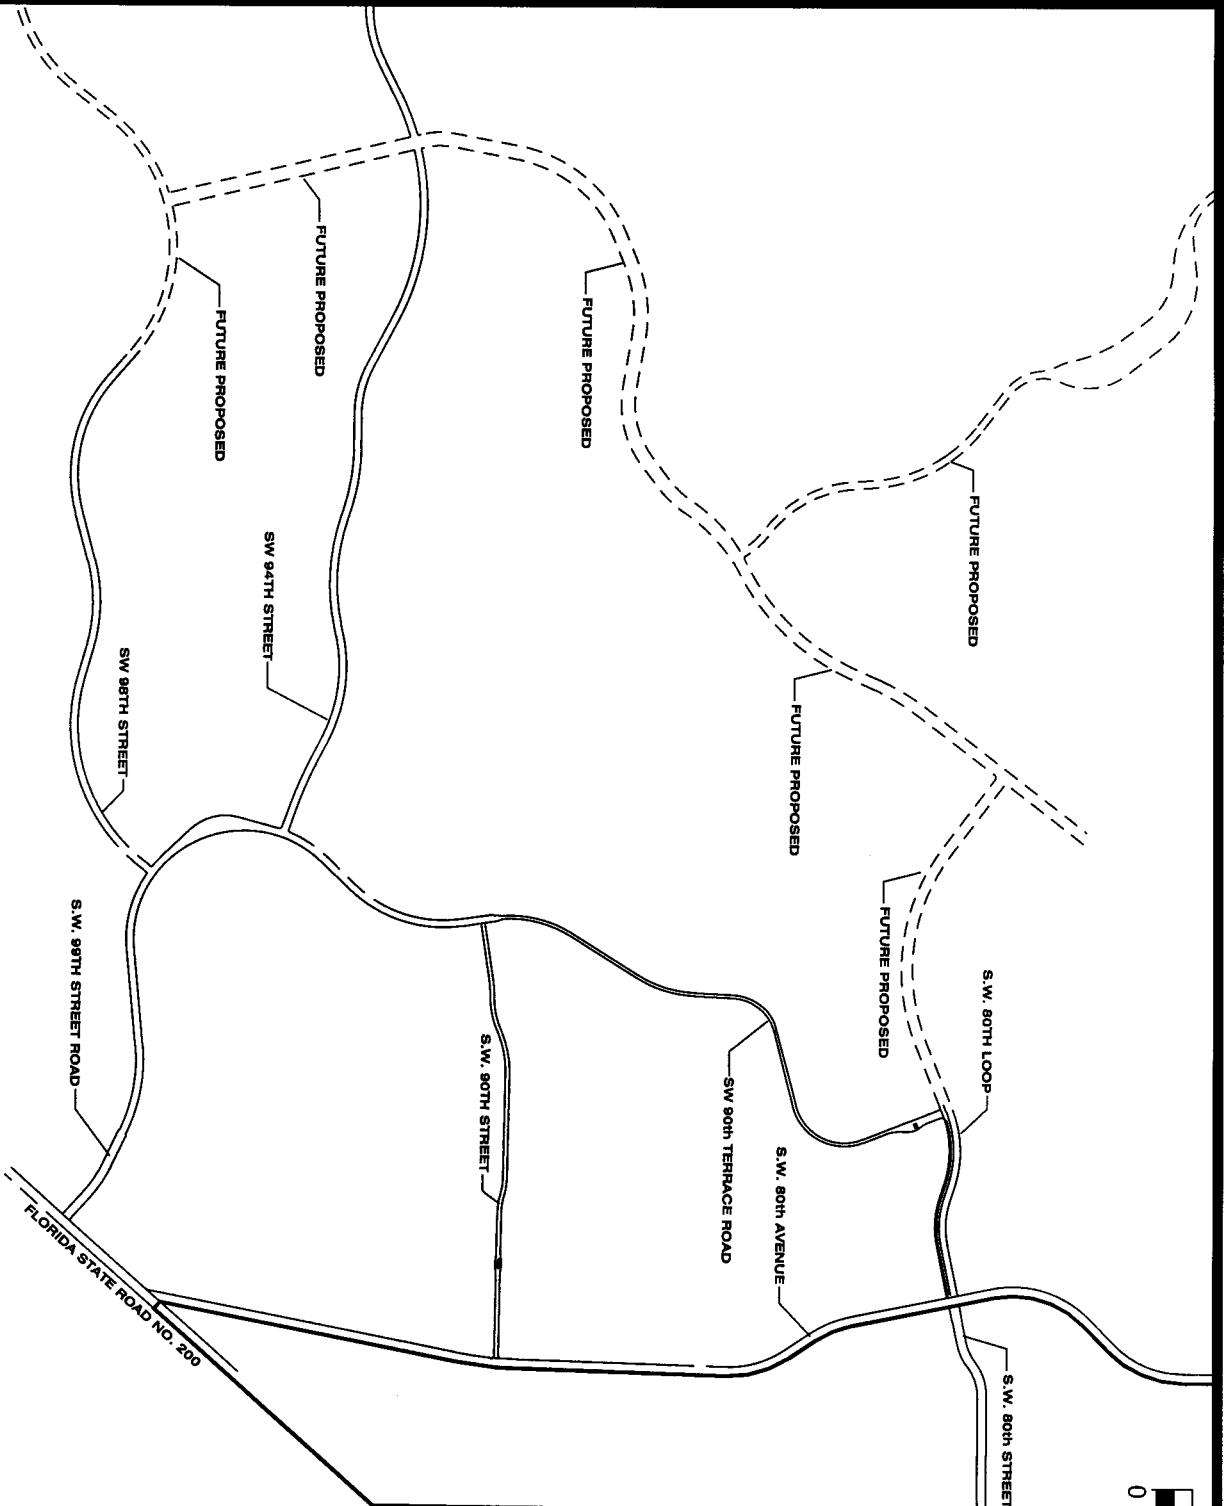 FUTURE PROPOSED
FUTURE PROPOSED
FUTURE PROPOSED
FUTURE PROPOSED
FUTURE PROPOSED
FUTURE PROPOSED
SW 94TH STREET
SW 98TH STREET
S.W. 99TH STREET ROAD
S.W. 80TH LOOP
S.W. 90TH STREET
SW 90th TERRACE ROAD
S.W. 80th AVENUE
S.W. 80th STREET
FLORIDA STATE ROAD NO. 200
0